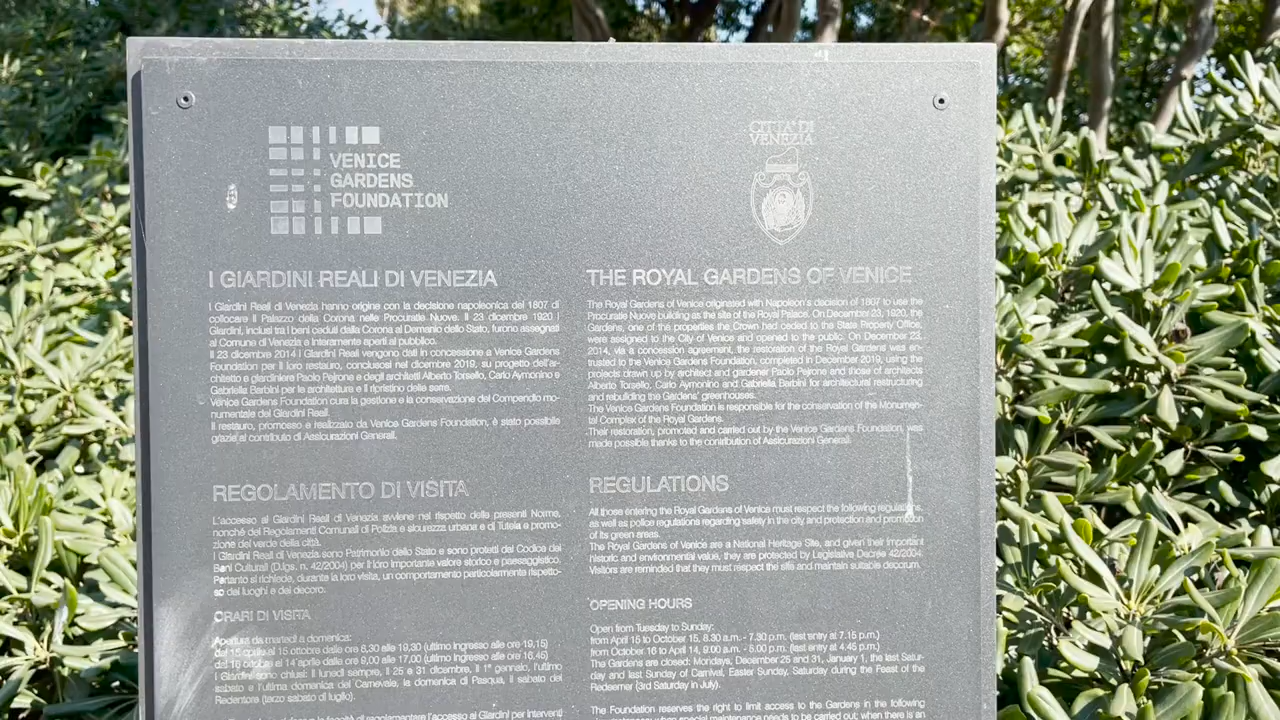 VENICE
GARDENS
FOUNDATION
CITTA' DI
VENEZIA
I GIARDINI REALI DI VENEZIA
I Giardini Reali di Venezia hanno origine con la decisione napoleonica del 1807 di
collocare il Palazzo della Corona nelle Procuratie Nuove. Il 23 dicembre 1920 i
Giardini, inclusi tra i beni ceduti dalla Corona al Demanio dello Stato, furono assegnati
al Comune di Venezia e interamente aperti al pubblico.
Il 23 dicembre 2014 i Giardini Reali vengono dati in concessione a Venice Gardens
Foundation per il loro restauro, conclusosi nel dicembre 2019, su progetto dell'ar-
chitetto e giardiniere Paolo Pejrone e degli architetti Alberto Torsello, Carlo Aymonino e
Gabriella Barbini per le architetture e il ripristino delle serre.
Venice Gardens Foundation cura la gestione e la conservazione del Compendio mo-
numentale dei Giardini Reali.
Il restauro, promosso e realizzato da Venice Gardens Foundation, è stato possibile
grazie al contributo di Assicurazioni Generali.
REGOLAMENTO DI VISITA
L'accesso ai Giardini Reali di Venezia avviene nel rispetto delle presenti Norme,
nonché dei Regolamenti Comunali di Polizia e sicurezza urbana e di Tutela e promo-
zione del verde della città.
I Giardini Reali di Venezia sono Patrimonio dello Stato e sono protetti dal Codice dei
Beni Culturali (D.lgs. n. 42/2004) per il loro importante valore storico e paesaggistico.
Pertanto si richiede, durante la loro visita, un comportamento particolarmente rispetto-
so dei luoghi e del decoro.
ORARI DI VISITA
Apertura da martedì a domenica:
dal 15 aprile al 15 ottobre dalle ore 8,30 alle 19,30 (ultimo ingresso alle ore 19,15)
dal 16 ottobre al 14 aprile dalla ore 9,00 alle 17,00 (ultimo ingresso alle ore 16,45)
I Giardini sono chiusi: il lunedì sempre, il 25 e 31 dicembre, il 1° gennaio, l'ultimo
sabato e l'ultima domenica del Carnevale, la domenica di Pasqua, il sabato del
Redentore (terzo sabato di luglio).
la facoltà di regolamentare l'accesso ai Giardini per interventi
THE ROYAL GARDENS OF VENICE
The Royal Gardens of Venice originated with Napoleon's decision of 1807 to use the
Procuratie Nuove building as the site of the Royal Palace. On December 23, 1920, the
Gardens, one of the properties the Crown had ceded to the State Property Office,
were assigned to the City of Venice and opened to the public. On December 23,
2014, via a concession agreement, the restoration of the Royal Gardens was en-
trusted to the Venice Gardens Foundation, completed in December 2019, using the
projects drawn up by architect and gardener Paolo Pejrone and those of architects
Alberto Torsello, Carlo Aymonino and Gabriella Barbini for architectural restructuring
and rebuilding the Gardens' greenhouses.
The Venice Gardens Foundation is responsible for the conservation of the Monumen-
tal Complex of the Royal Gardens.
Their restoration, promoted and carried out by the Venice Gardens Foundation, was
made possible thanks to the contribution of Assicurazioni Generali.
REGULATIONS
All those entering the Royal Gardens of Venice must respect the following regulations,
as well as police regulations regarding safety in the city and protection and promotion
of its green areas.
The Royal Gardens of Venice are a National Heritage Site, and given their important
historic and environmental value, they are protected by Legislative Decree 42/2004.
Visitors are reminded that they must respect the site and maintain suitable decorum.
OPENING HOURS
Open from Tuesday to Sunday:
from April 15 to October 15, 8.30 a.m. - 7.30 p.m. (last entry at 7.15 p.m.)
from October 16 to April 14, 9.00 a.m. - 5.00 p.m. (last entry at 4.45 p.m.)
The Gardens are closed: Mondays, December 25 and 31, January 1, the last Satur-
day and last Sunday of Carnival, Easter Sunday, Saturday during the Feast of the
Redeemer (3rd Saturday in July).
The Foundation reserves the right to limit access to the Gardens in the following
when special maintenance needs to be carried out; when there is an